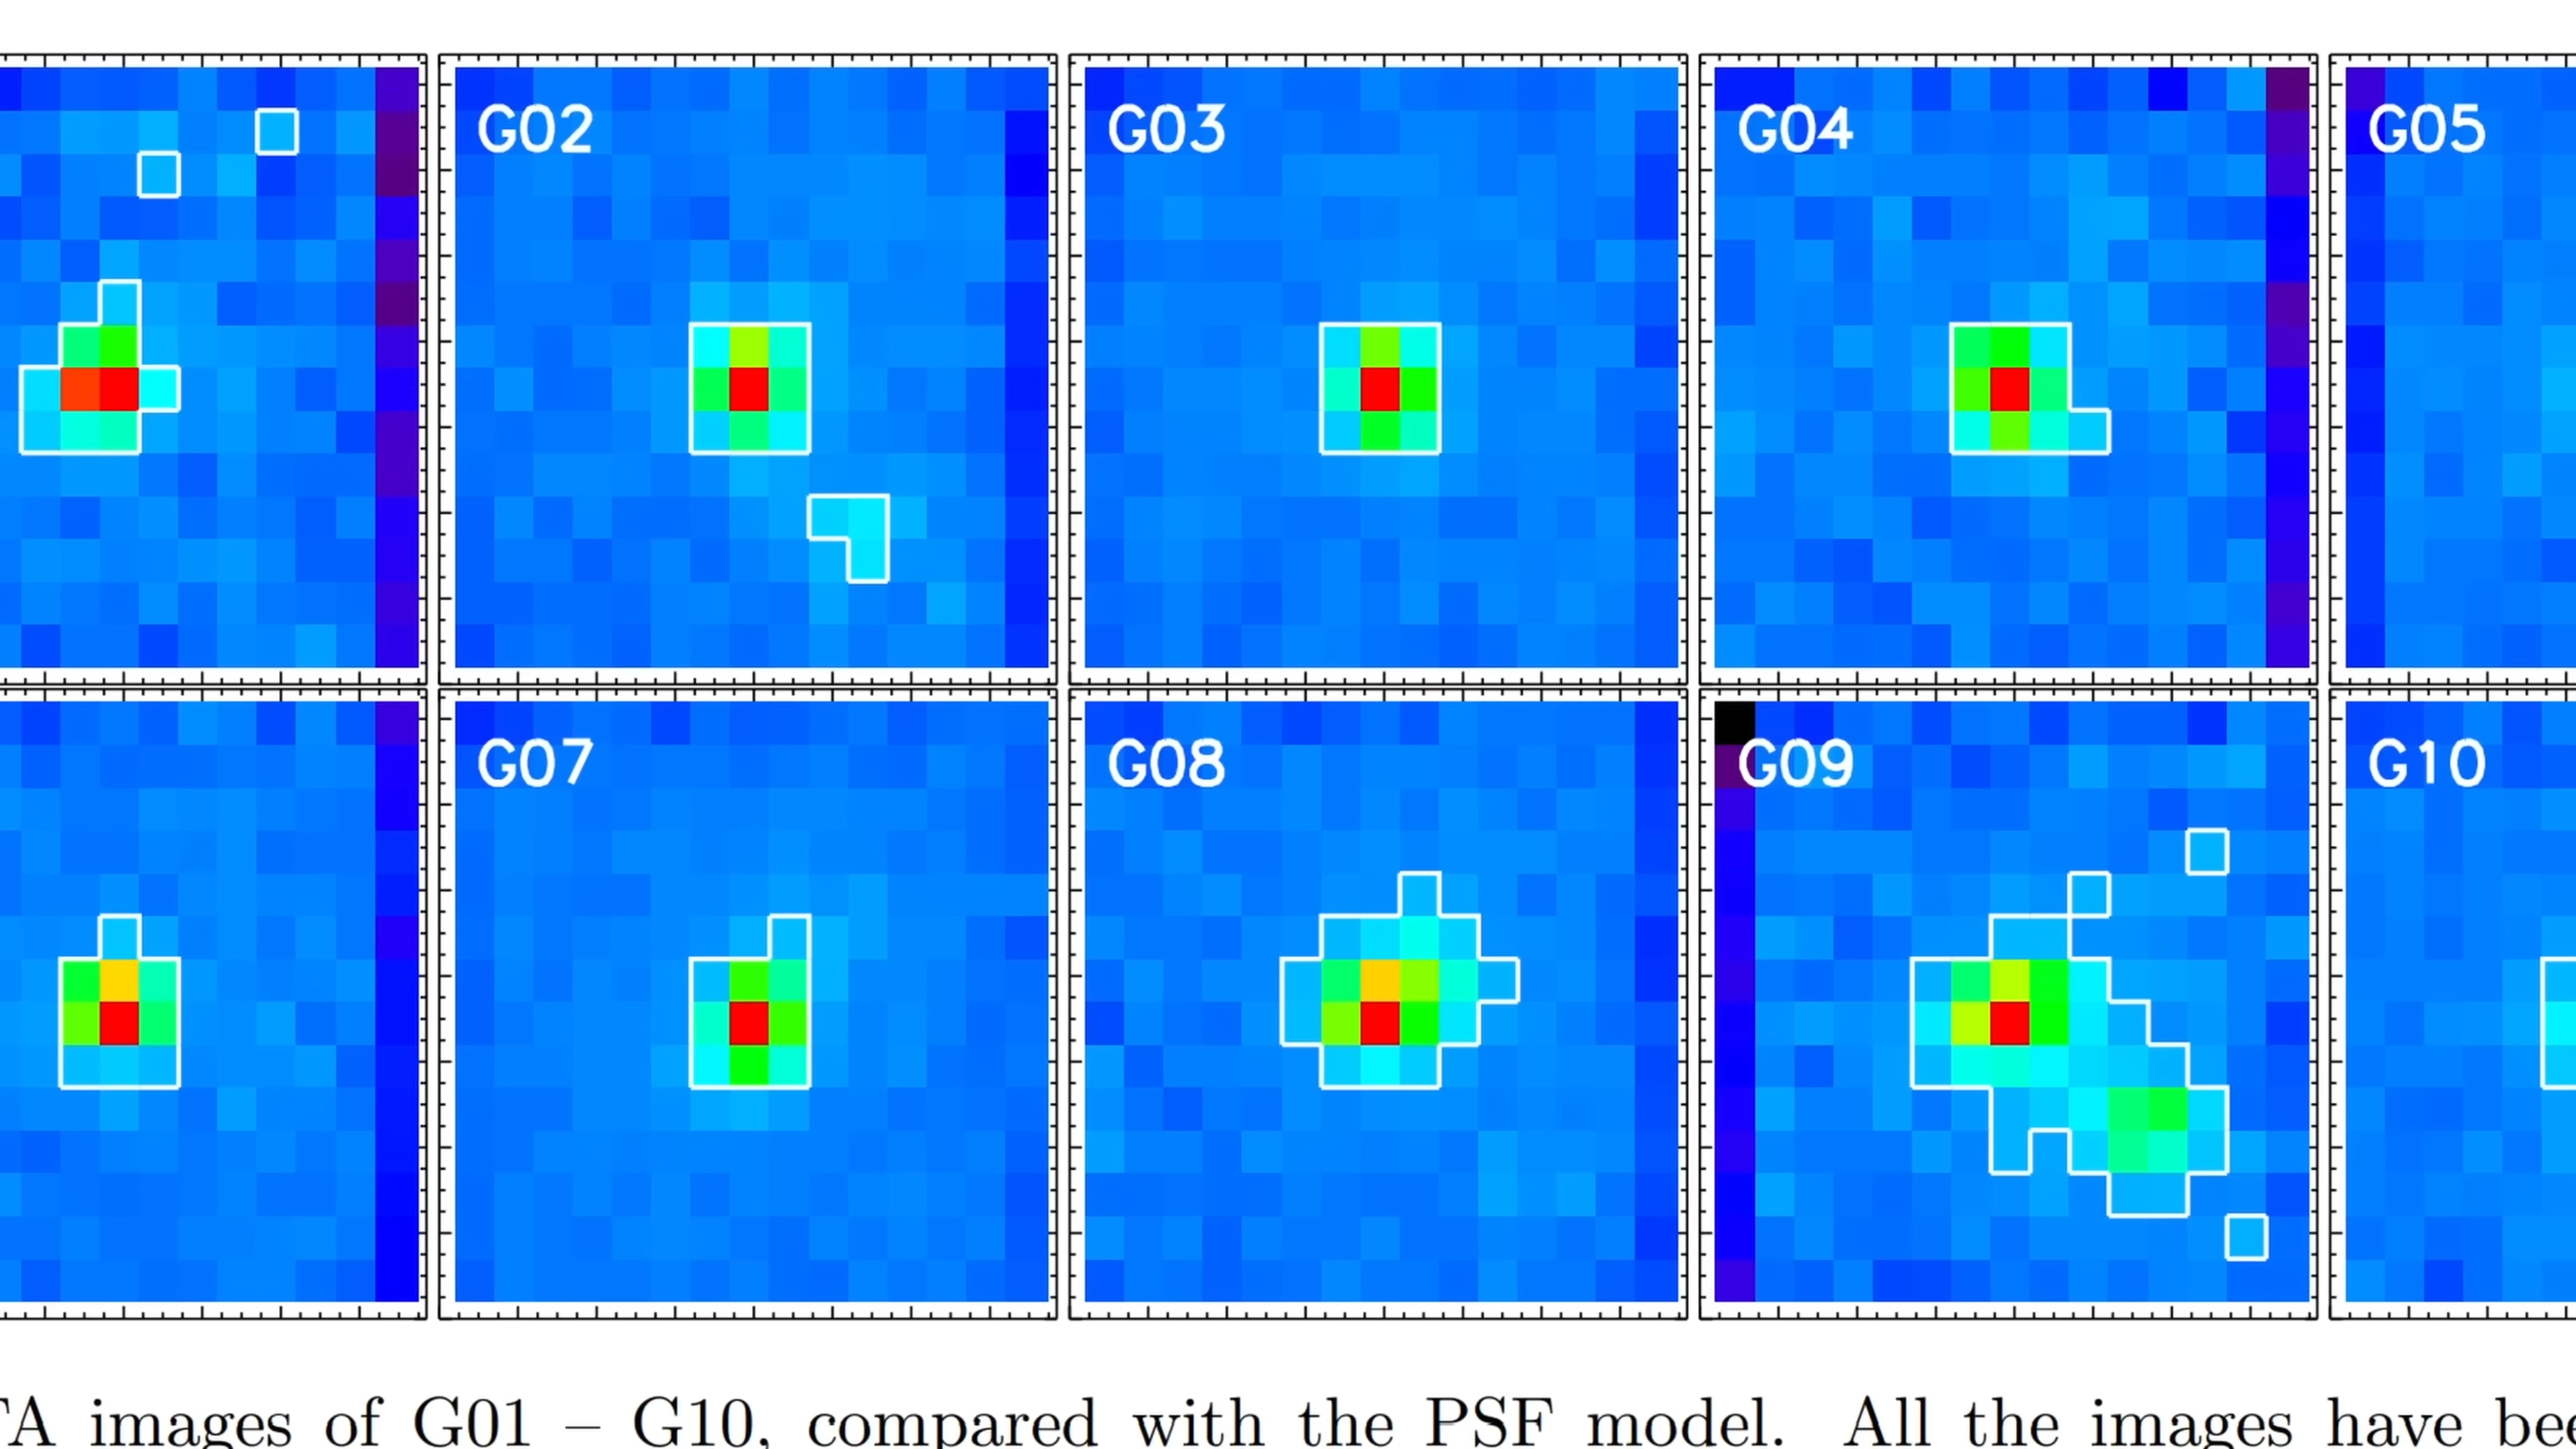 G02 G03 G04 G05
G07 G08 G09 G10
images of G01 – G10, compared with the PSF model. All the images have